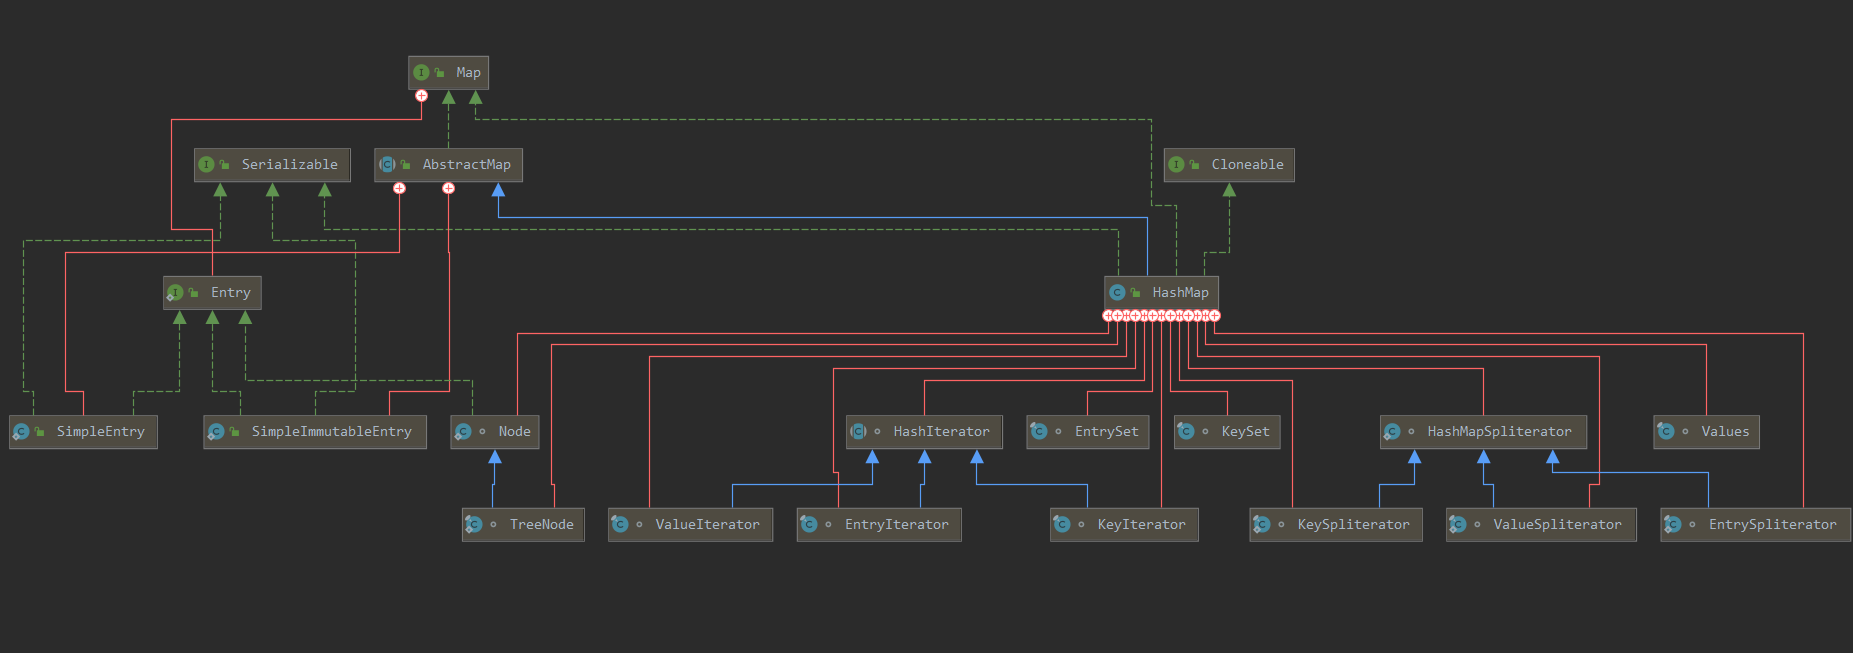 Map
Serializable
AbstractMap
Cloneable
Entry
HashMap
SimpleEntry
SimpleImmutableEntry
Node
HashIterator
EntrySet
KeySet
HashMapSpliterator
Values
TreeNode
ValueIterator
EntryIterator
KeyIterator
KeySpliterator
ValueSpliterator
EntrySpliterator